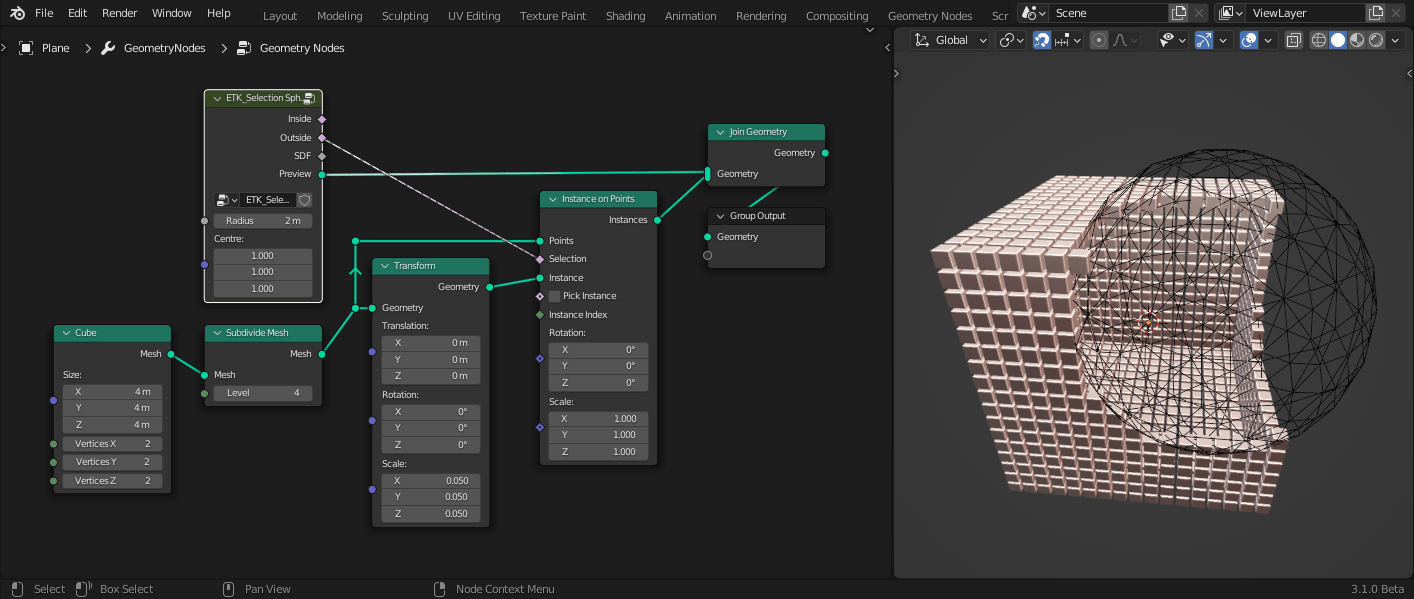 File Edit Render Window Help
Layout Modeling Sculpting UV Editing Texture Paint Shading Animation Rendering Compositing Geometry Nodes Scr
Scene
ViewLayer
Plane GeometryNodes Geometry Nodes
Global
ETK_Selection Sph
Inside
Outside
SDF
Preview
ETK_Sele...
Radius 2 m
Centre:
1.000
1.000
1.000
Cube
Mesh
Size:
X 4 m
Y 4 m
Z 4 m
Vertices X 2
Vertices Y 2
Vertices Z 2
Subdivide Mesh
Mesh
Mesh
Level 4
Transform
Geometry
Geometry
Translation:
X 0 m
Y 0 m
Z 0 m
Rotation:
X 0°
Y 0°
Z 0°
Scale:
X 0.050
Y 0.050
Z 0.050
Instance on Points
Instances
Points
Selection
Instance
Pick Instance
Instance Index
Rotation:
X 0°
Y 0°
Z 0°
Scale:
X 1.000
Y 1.000
Z 1.000
Join Geometry
Geometry
Geometry
Group Output
Geometry
Select Box Select Pan View Node Context Menu 3.1.0 Beta